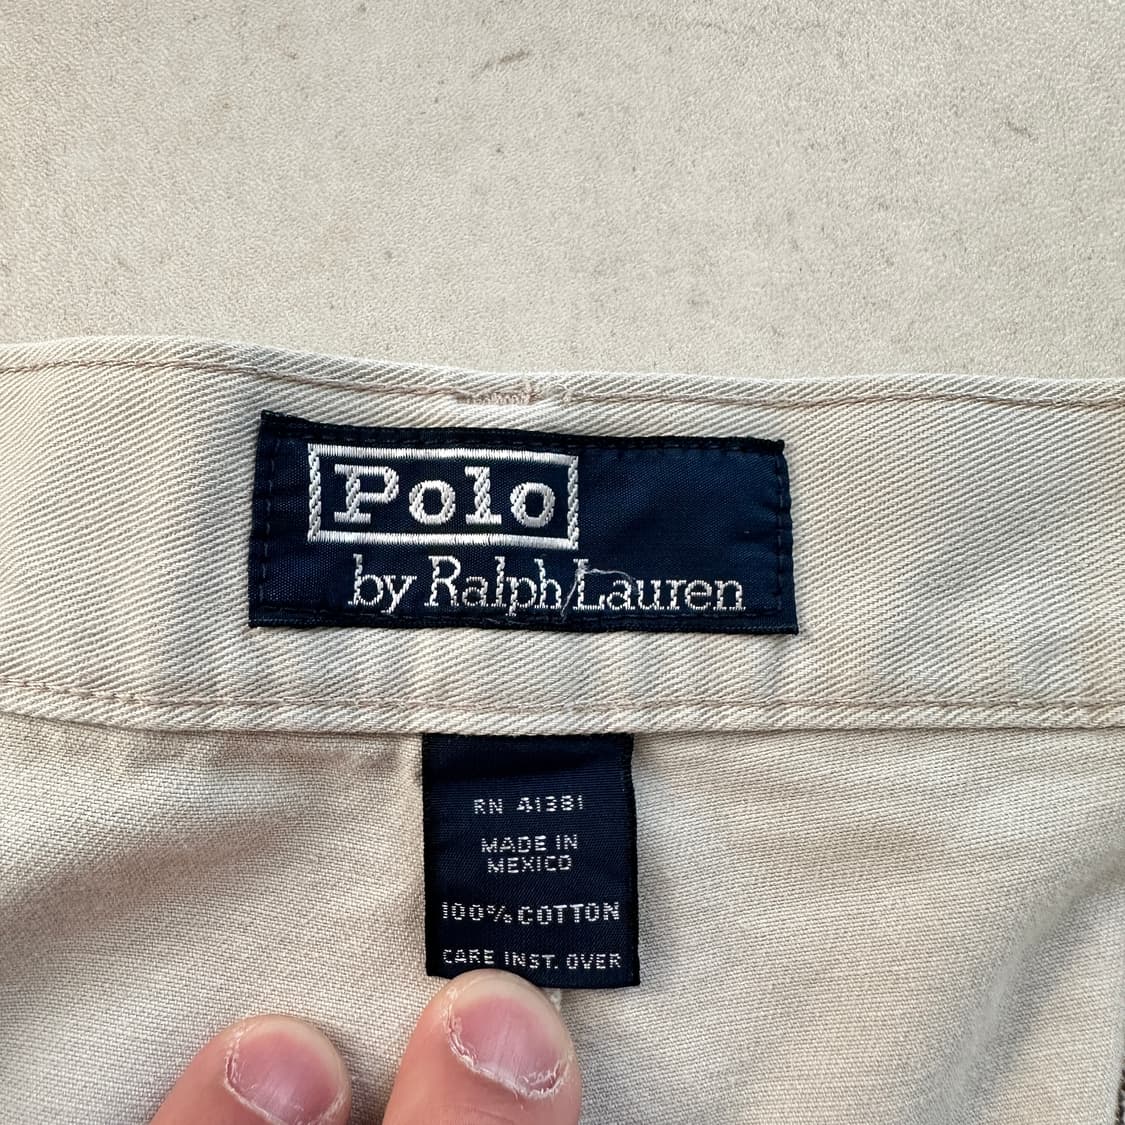 Polo
by Ralph Lauren
RN 41381
MADE IN
MEXICO
100% COTTON
CARE INST. OVER